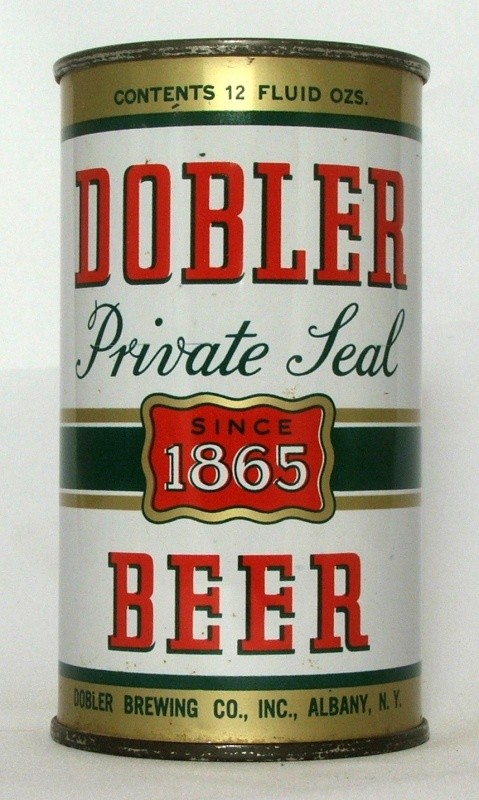 CONTENTS 12 FLUID OZS.
DOBLER
Private Seal
SINCE
1865
BEER
DOBLER BREWING CO., INC., ALBANY, N. Y.